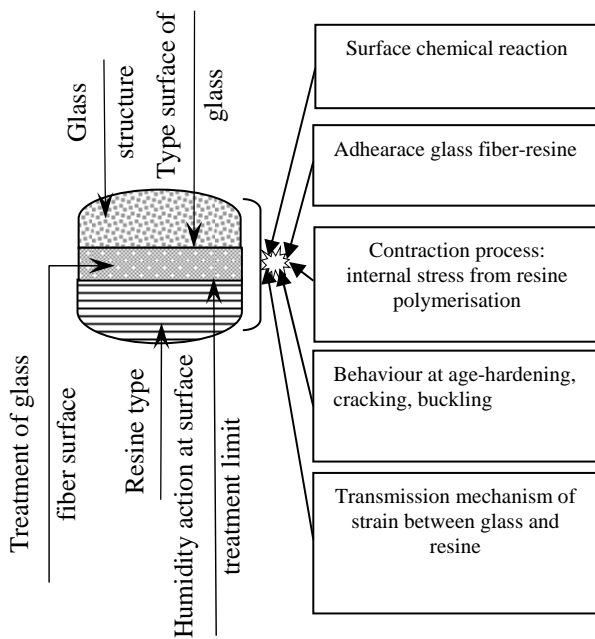 Glass
structure
Type surface of
glass
Treatment of glass
fiber surface
Resine type
Humidity action at surface
treatment limit
Surface chemical reaction
Adhearace glass fiber-resine
Contraction process:
internal stress from resine
polymerisation
Behaviour at age-hardening,
cracking, buckling
Transmission mechanism of
strain between glass and
resine